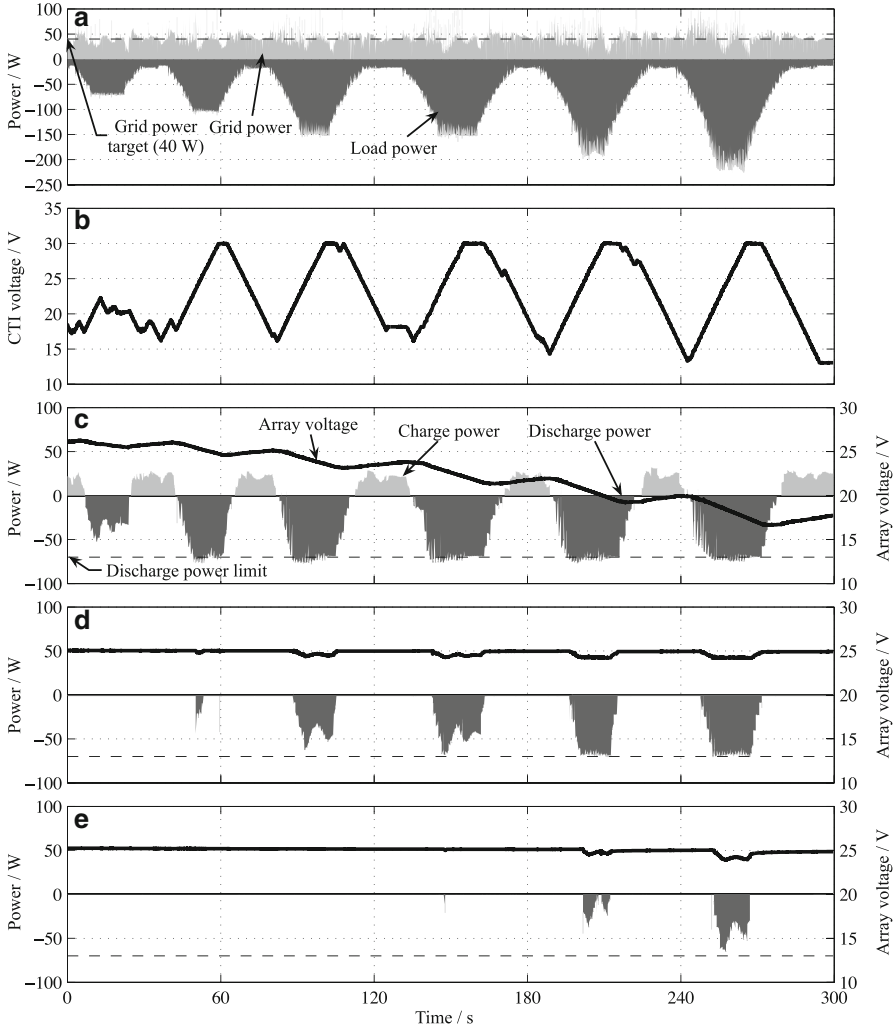 a
100
50
0
−50
−100
−150
−200
−250
Power / W
Grid power
target (40 W)
Grid power
Load power
b
35
30
25
20
15
10
CTI voltage / V
c
100
50
0
−50
−100
Power / W
Array voltage
Charge power
Discharge power
Discharge power limit
30
25
20
15
10
Array voltage / V
d
100
50
0
−50
−100
Power / W
30
25
20
15
10
Array voltage / V
e
100
50
0
−50
−100
Power / W
30
25
20
15
10
Array voltage / V
0 60 120 180 240 300
Time / s